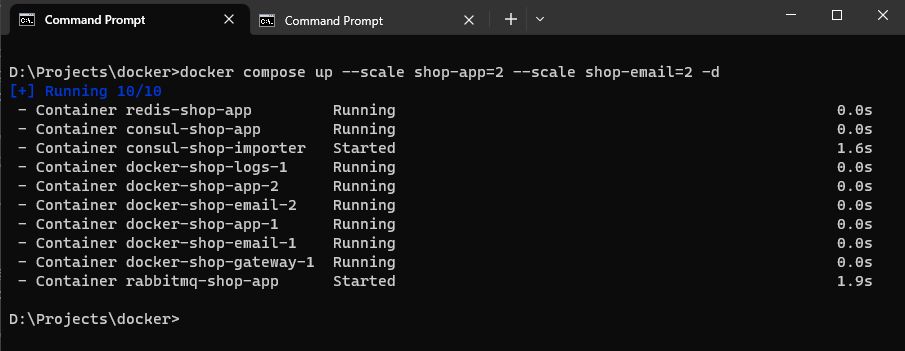 Command Prompt
Command Prompt
D:\Projects\docker>docker compose up --scale shop-app=2 --scale shop-email=2 -d
[+] Running 10/10
- Container redis-shop-app Running 0.0s
- Container consul-shop-app Running 0.0s
- Container consul-shop-importer Started 1.6s
- Container docker-shop-logs-1 Running 0.0s
- Container docker-shop-app-2 Running 0.0s
- Container docker-shop-email-2 Running 0.0s
- Container docker-shop-app-1 Running 0.0s
- Container docker-shop-email-1 Running 0.0s
- Container docker-shop-gateway-1 Running 0.0s
- Container rabbitmq-shop-app Started 1.9s
D:\Projects\docker>